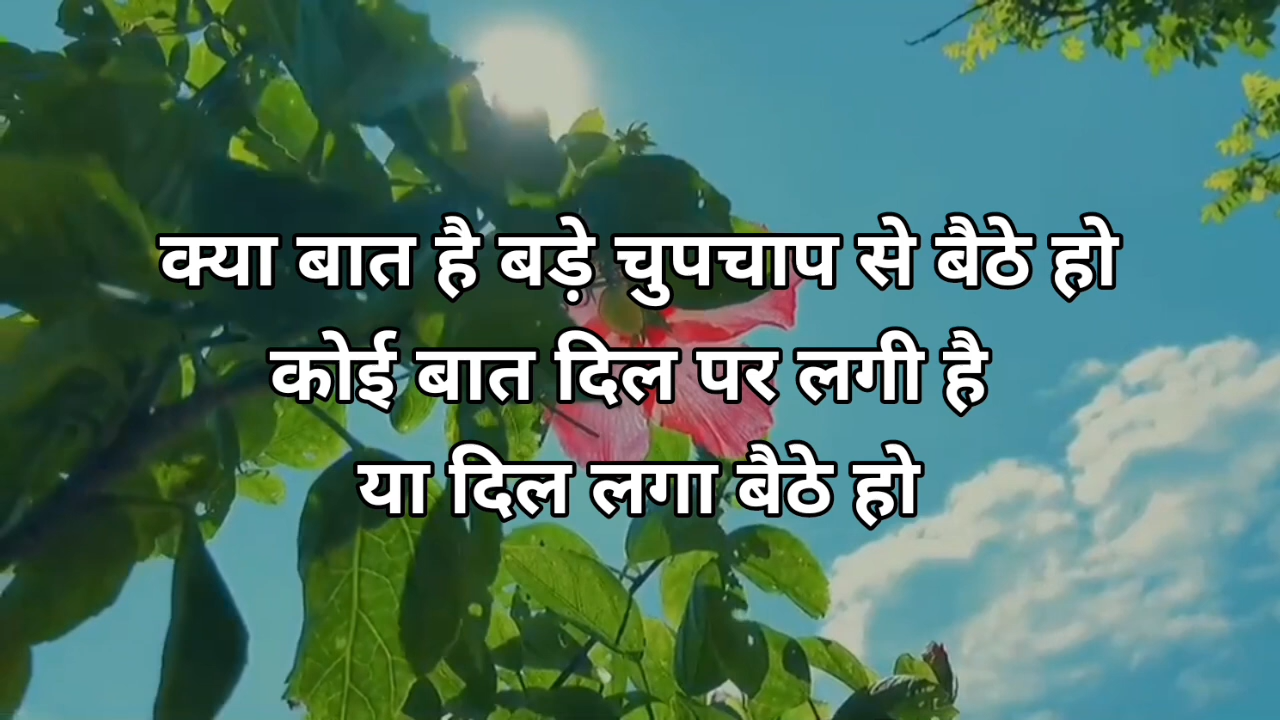 क्या बात है बड़े चुपचाप से बैठे हो
कोई बात दिल पर लगी है
या दिल लगा बैठे हो